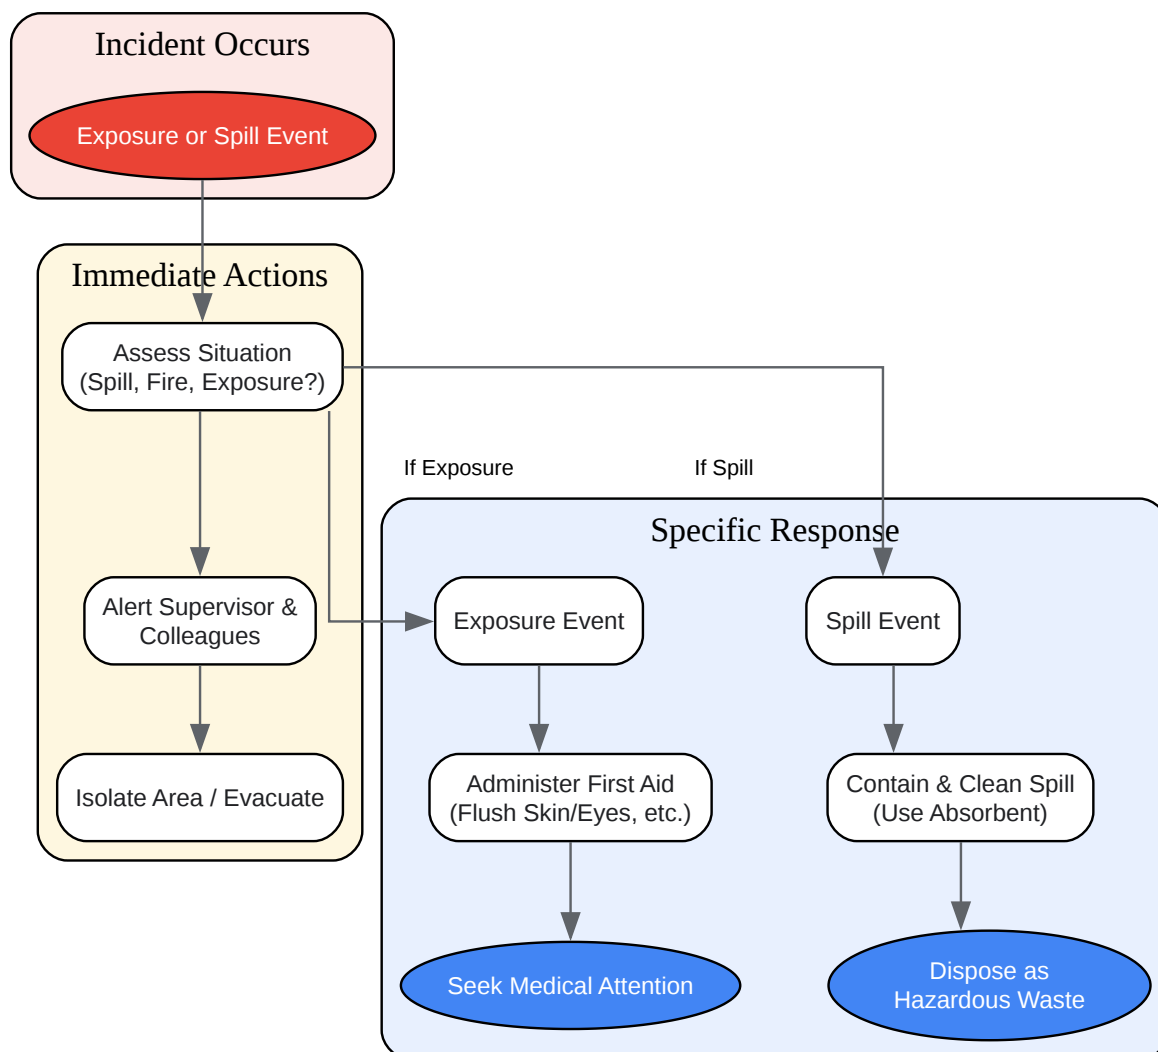 Incident Occurs
Exposure or Spill Event
Immediate Actions
Assess Situation
(Spill, Fire, Exposure?)
If Exposure
If Spill
Specific Response
Alert Supervisor &
Colleagues
Exposure Event
Spill Event
Isolate Area / Evacuate
Administer First Aid
(Flush Skin/Eyes, etc.)
Contain & Clean Spill
(Use Absorbent)
Seek Medical Attention
Dispose as
Hazardous Waste